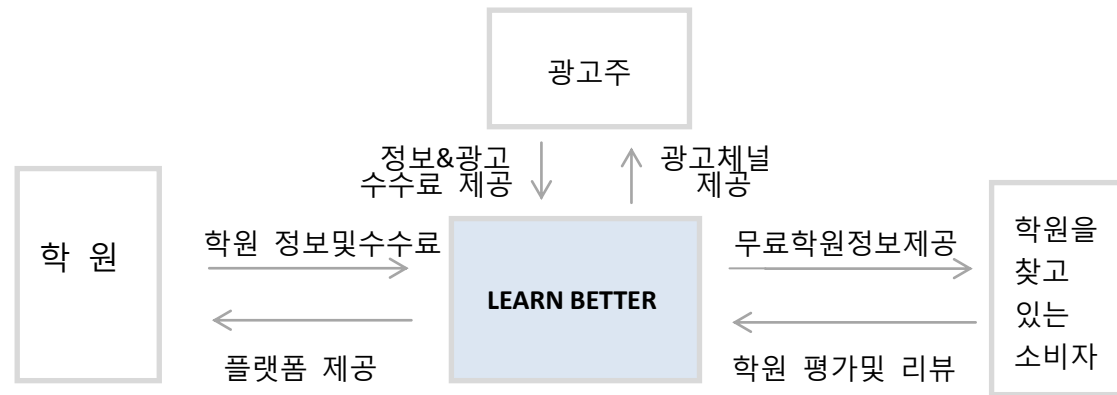 광고주
정보&광고
수수료 제공
광고체널
제공
학 원
학원 정보및수수료
플랫폼 제공
LEARN BETTER
무료학원정보제공
학원 평가및 리뷰
학원을
찾고
있는
소비자